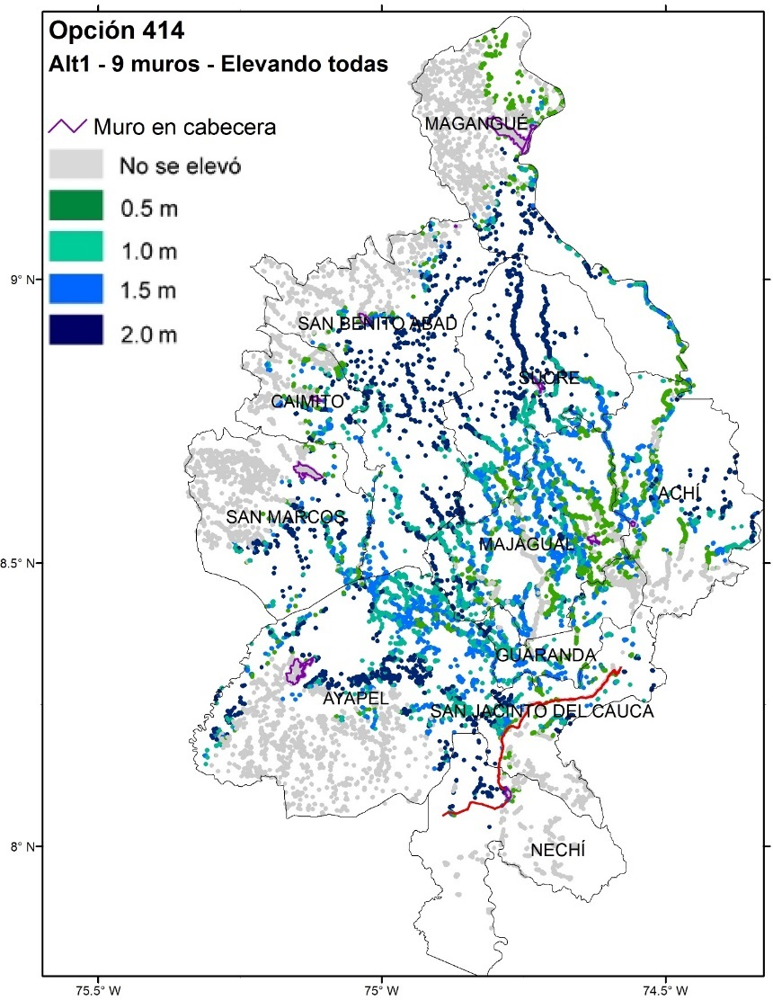 Opción 414
Alt1 - 9 muros - Elevando todas
Muro en cabecera
No se elevó
0.5 m
1.0 m
1.5 m
2.0 m
MAGANGUÉ
9° N
SAN BENITO ABAD
SUCRE
CAIMITO
ACHÍ
SAN MARCOS
MAJAGUAL
8.5° N
GUARANDA
AYAPEL
SAN JACINTO DEL CAUCA
8° N
NECHÍ
75.5° W
75° W
74.5° W